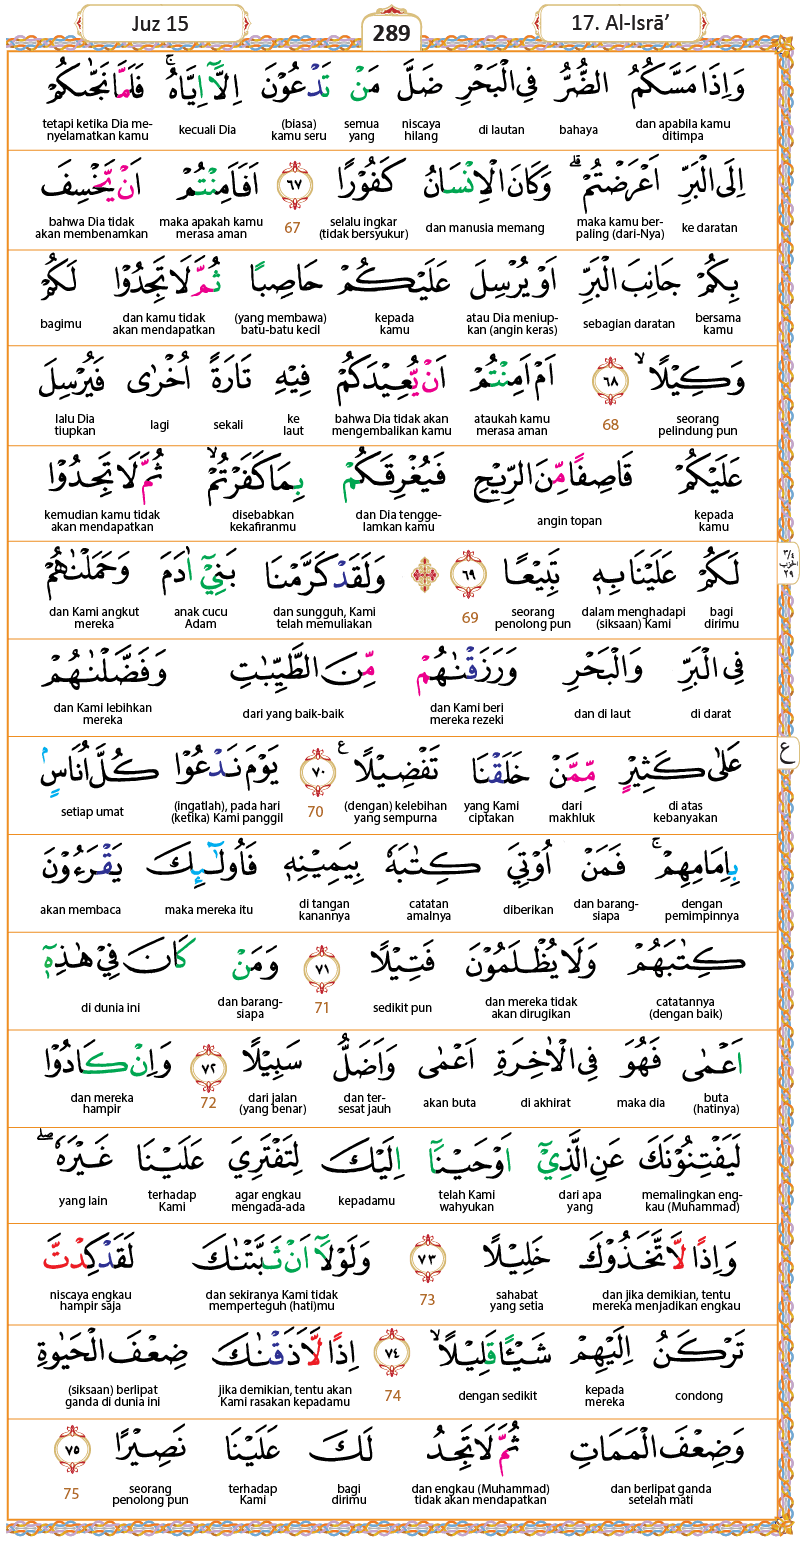 Juz 15
289
17. Al-Isrā’
وَاِذَا مَسَّكُمُ الضُّرُّ فِى الْبَحْرِ ضَلَّ مَنْ تَدْعُوْنَ اِلَّآ اِيَّاهُۚ فَلَمَّا نَجّٰىكُمْ
dan apabila kamu ditimpa bahaya di lautan niscaya hilang semua yang (biasa) kamu seru kecuali Dia tetapi ketika Dia me-nyelamatkan kamu
اِلَى الْبَرِّ اَعْرَضْتُمْۗ وَكَانَ الْاِنْسَانُ كَفُوْرًا ٦٧ اَفَاَمِنْتُمْ اَنْ يَّخْسِفَ
ke daratan maka kamu ber-paling (dari-Nya) dan manusia memang selalu ingkar (tidak bersyukur) 67 maka apakah kamu merasa aman bahwa Dia tidak akan membenamkan
بِكُمْ جَانِبَ الْبَرِّ اَوْ يُرْسِلَ عَلَيْكُمْ حَاصِبًا ثُمَّ لَا تَجِدُوْا لَكُمْ
bersama kamu sebagian daratan atau Dia meniup-kan (angin keras) kepada kamu (yang membawa) batu-batu kecil dan kamu tidak akan mendapatkan bagimu
وَكِيْلًاۙ ٦٨ اَمْ اَمِنْتُمْ اَنْ يُّعِيْدَكُمْ فِيْهِ تَارَةً اُخْرٰى فَيُرْسِلَ
seorang pelindung pun 68 ataukah kamu merasa aman bahwa Dia tidak akan mengembalikan kamu ke laut sekali lagi lalu Dia tiupkan
عَلَيْكُمْ قَاصِفًا مِّنَ الرِّيْحِ فَيُغْرِقَكُمْ بِمَا كَفَرْتُمْۙ ثُمَّ لَا تَجِدُوْا
kepada kamu angin topan dan Dia tengge-lamkan kamu disebabkan kekafiranmu kemudian kamu tidak akan mendapatkan
لَكُمْ عَلَيْنَا بِهٖ تَبِيْعًا ٦٩ وَلَقَدْ كَرَّمْنَا بَنِيْٓ اٰدَمَ وَحَمَلْنٰهُمْ
٣/٤ الحزب ٢٩
bagi dirimu dalam menghadapi (siksaan) Kami seorang penolong pun 69 dan sungguh, Kami telah memuliakan anak cucu Adam dan Kami angkut mereka
فِى الْبَرِّ وَالْبَحْرِ وَرَزَقْنٰهُمْ مِّنَ الطَّيِّبٰتِ وَفَضَّلْنٰهُمْ
di darat dan di laut dan Kami beri mereka rezeki dari yang baik-baik dan Kami lebihkan mereka
عَلٰى كَثِيْرٍ مِّمَّنْ خَلَقْنَا تَفْضِيْلًا ࣖ ٧٠ يَوْمَ نَدْعُوْا كُلَّ اُنَاسٍۢ
ع
di atas kebanyakan dari makhluk yang Kami ciptakan (dengan) kelebihan yang sempurna 70 (ingatlah), pada hari (ketika) Kami panggil setiap umat
بِاِمَامِهِمْۚ فَمَنْ اُوْتِيَ كِتٰبَهٗ بِيَمِيْنِهٖ فَاُولٰۤىِٕكَ يَقْرَءُوْنَ
dengan pemimpinnya dan barang-siapa diberikan catatan amalnya di tangan kanannya maka mereka itu akan membaca
كِتٰبَهُمْ وَلَا يُظْلَمُوْنَ فَتِيْلًا ٧١ وَمَنْ كَانَ فِيْ هٰذِهٖٓ
catatannya (dengan baik) dan mereka tidak akan dirugikan sedikit pun 71 dan barang-siapa di dunia ini
اَعْمٰى فَهُوَ فِى الْاٰخِرَةِ اَعْمٰى وَاَضَلُّ سَبِيْلًا ٧٢ وَاِنْ كَادُوْا
buta (hatinya) maka dia di akhirat akan buta dan ter-sesat jauh dari jalan (yang benar) 72 dan mereka hampir
لَيَفْتِنُوْنَكَ عَنِ الَّذِيْٓ اَوْحَيْنَآ اِلَيْكَ لِتَفْتَرِيَ عَلَيْنَا غَيْرَهٗۖ
memalingkan eng-kau (Muhammad) dari apa yang telah Kami wahyukan kepadamu agar engkau mengada-ada terhadap Kami yang lain
وَاِذًا لَّاتَّخَذُوْكَ خَلِيْلًا ٧٣ وَلَوْلَآ اَنْ ثَبَّتْنٰكَ لَقَدْ كِدْتَّ
dan jika demikian, tentu mereka menjadikan engkau sahabat yang setia 73 dan sekiranya Kami tidak memperteguh (hati)mu niscaya engkau hampir saja
تَرْكَنُ اِلَيْهِمْ شَيْـًٔا قَلِيْلًاۙ ٧٤ اِذًا لَّاَذَقْنٰكَ ضِعْفَ الْحَيٰوةِ
condong kepada mereka dengan sedikit 74 jika demikian, tentu akan Kami rasakan kepadamu (siksaan) berlipat ganda di dunia ini
وَضِعْفَ الْمَمَاتِ ثُمَّ لَا تَجِدُ لَكَ عَلَيْنَا نَصِيْرًا ٧٥
dan berlipat ganda setelah mati dan engkau (Muhammad) tidak akan mendapatkan bagi dirimu terhadap Kami seorang penolong pun 75